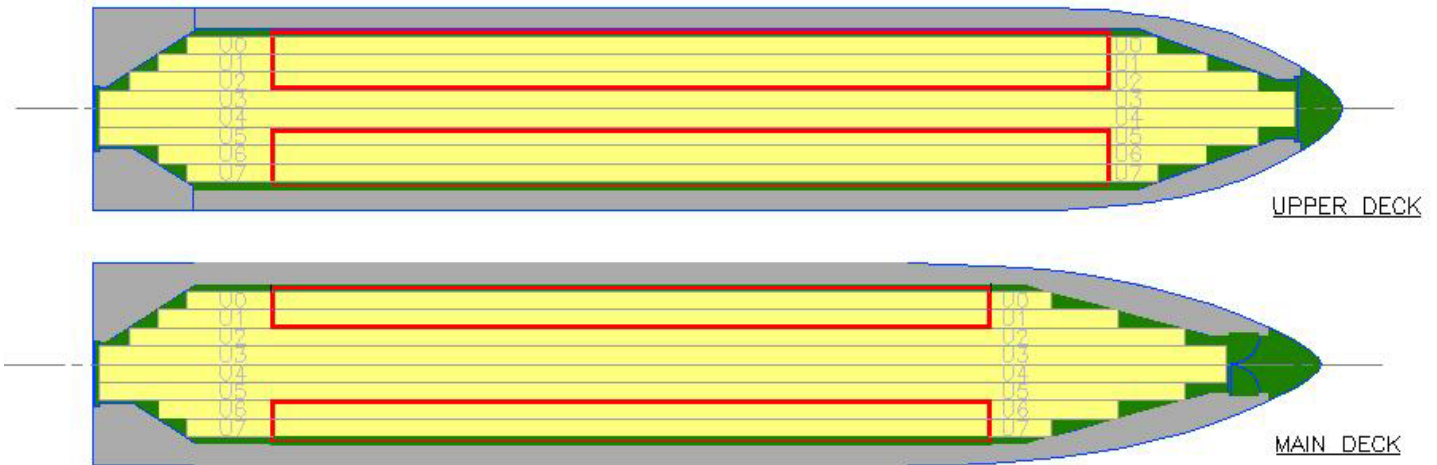 U0 U0
U1 U1
U2 U2
U3 U3
U4 U4
U5 U5
U6 U6
U7 U7
UPPER DECK
U0 U0
U1 U1
U2 U2
U3 U3
U4 U4
U5 U5
U6 U6
U7 U7
MAIN DECK